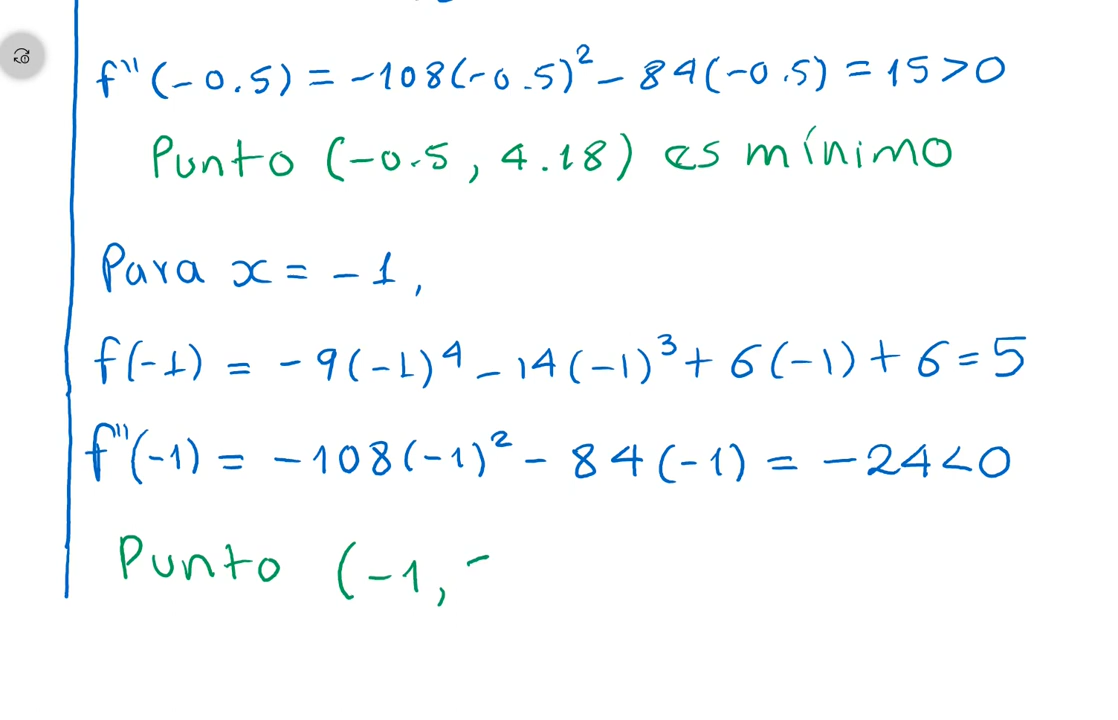 f''(-0.5) = -108(-0.5)² - 84(-0.5) = 15 > 0
Punto (-0.5, 4.18) es mínimo
Para x = -1,
f(-1) = -9(-1)⁴ - 14(-1)³ + 6(-1) + 6 = 5
f''(-1) = -108(-1)² - 84(-1) = -24 < 0
Punto (-1,